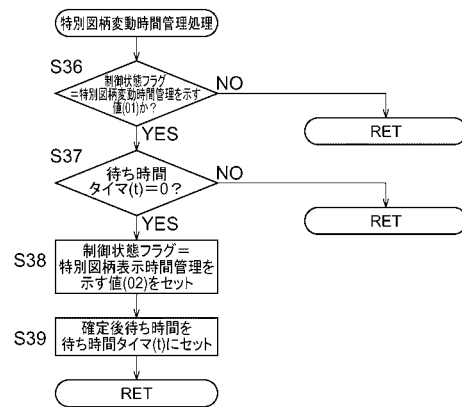 特別図柄変動時間管理処理
S36
制御状態フラグ
＝特別図柄変動時間管理を示す
値(01)か？
NO
RET
YES
S37
待ち時間
タイマ(t)＝0？
NO
RET
YES
S38
制御状態フラグ＝
特別図柄表示時間管理を
示す値(02)をセット
S39
確定後待ち時間を
待ち時間タイマ(t)にセット
RET